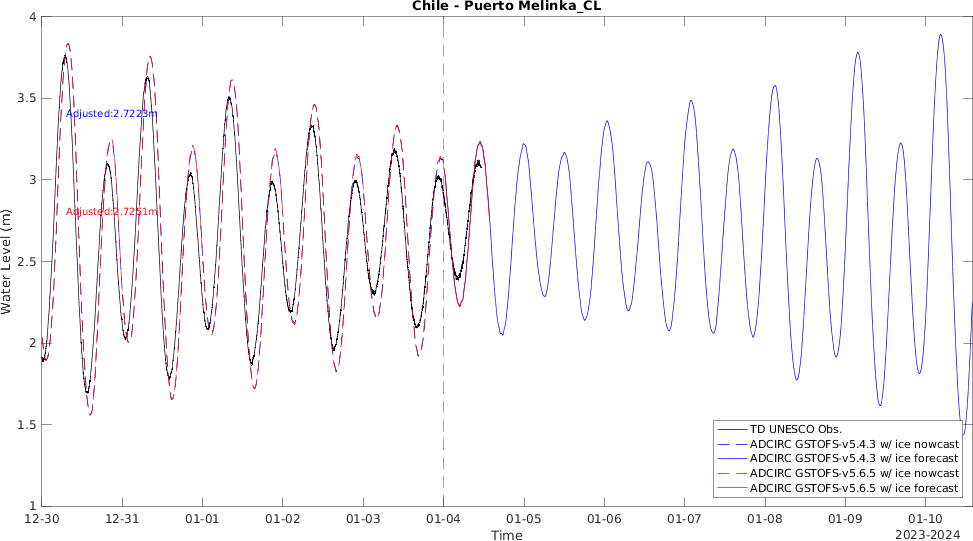 Chile - Puerto Melinka_CL
4
3.5
3
2.5
2
1.5
1
Water Level (m)
Adjusted:2.7223m
Adjusted:2.7251m
TD UNESCO Obs.
ADCIRC GSTOFS-v5.4.3 w/ ice nowcast
ADCIRC GSTOFS-v5.4.3 w/ ice forecast
ADCIRC GSTOFS-v5.6.5 w/ ice nowcast
ADCIRC GSTOFS-v5.6.5 w/ ice forecast
12-30 12-31 01-01 01-02 01-03 01-04 01-05 01-06 01-07 01-08 01-09 01-10
Time
2023-2024